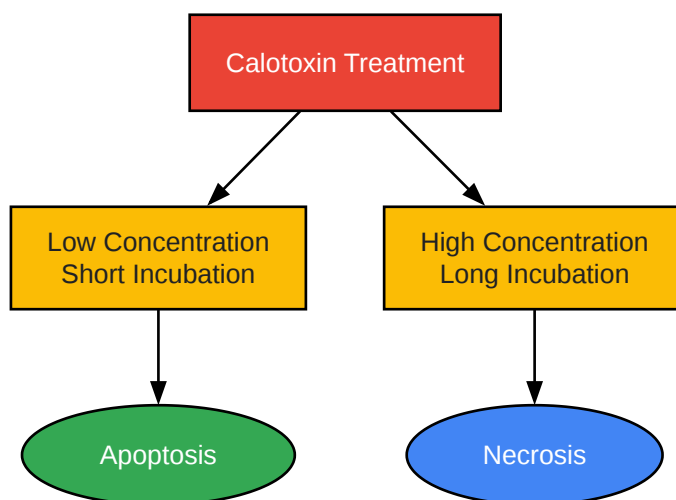 Calotoxin Treatment
Low Concentration
Short Incubation
High Concentration
Long Incubation
Apoptosis
Necrosis